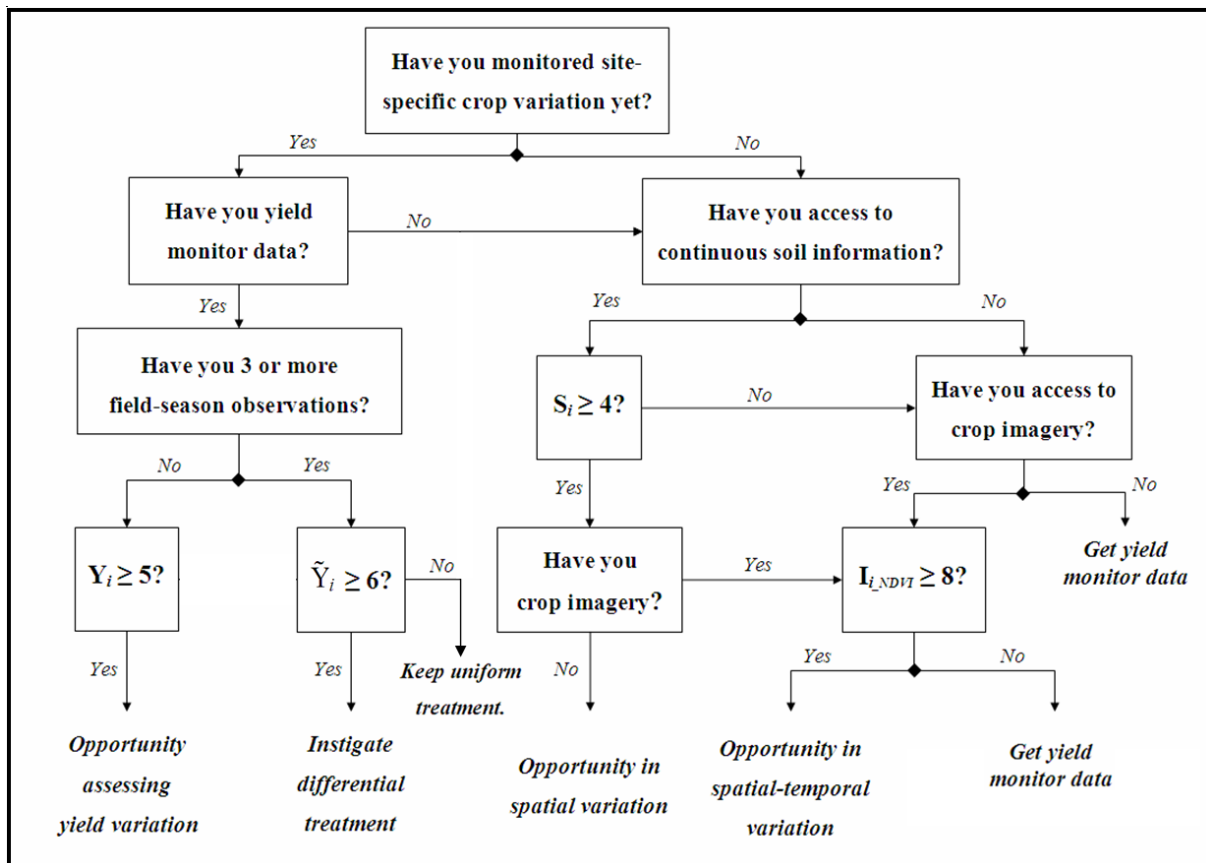 Have you monitored site-
specific crop variation yet?
Yes
No
Have you yield
monitor data?
No
Have you access to
continuous soil information?
Yes
Yes
No
Have you 3 or more
field-season observations?
S𝑖 ≥ 4?
No
Have you access to
crop imagery?
No
Yes
Yes
Yes
No
Y𝑖 ≥ 5?
Ỹ𝑖 ≥ 6?
No
Have you
crop imagery?
Yes
I𝑖_NDVI ≥ 8?
Get yield
monitor data
Yes
Yes
Keep uniform
treatment.
No
Yes
No
Opportunity
assessing
yield variation
Instigate
differential
treatment
Opportunity in
spatial variation
Opportunity in
spatial-temporal
variation
Get yield
monitor data